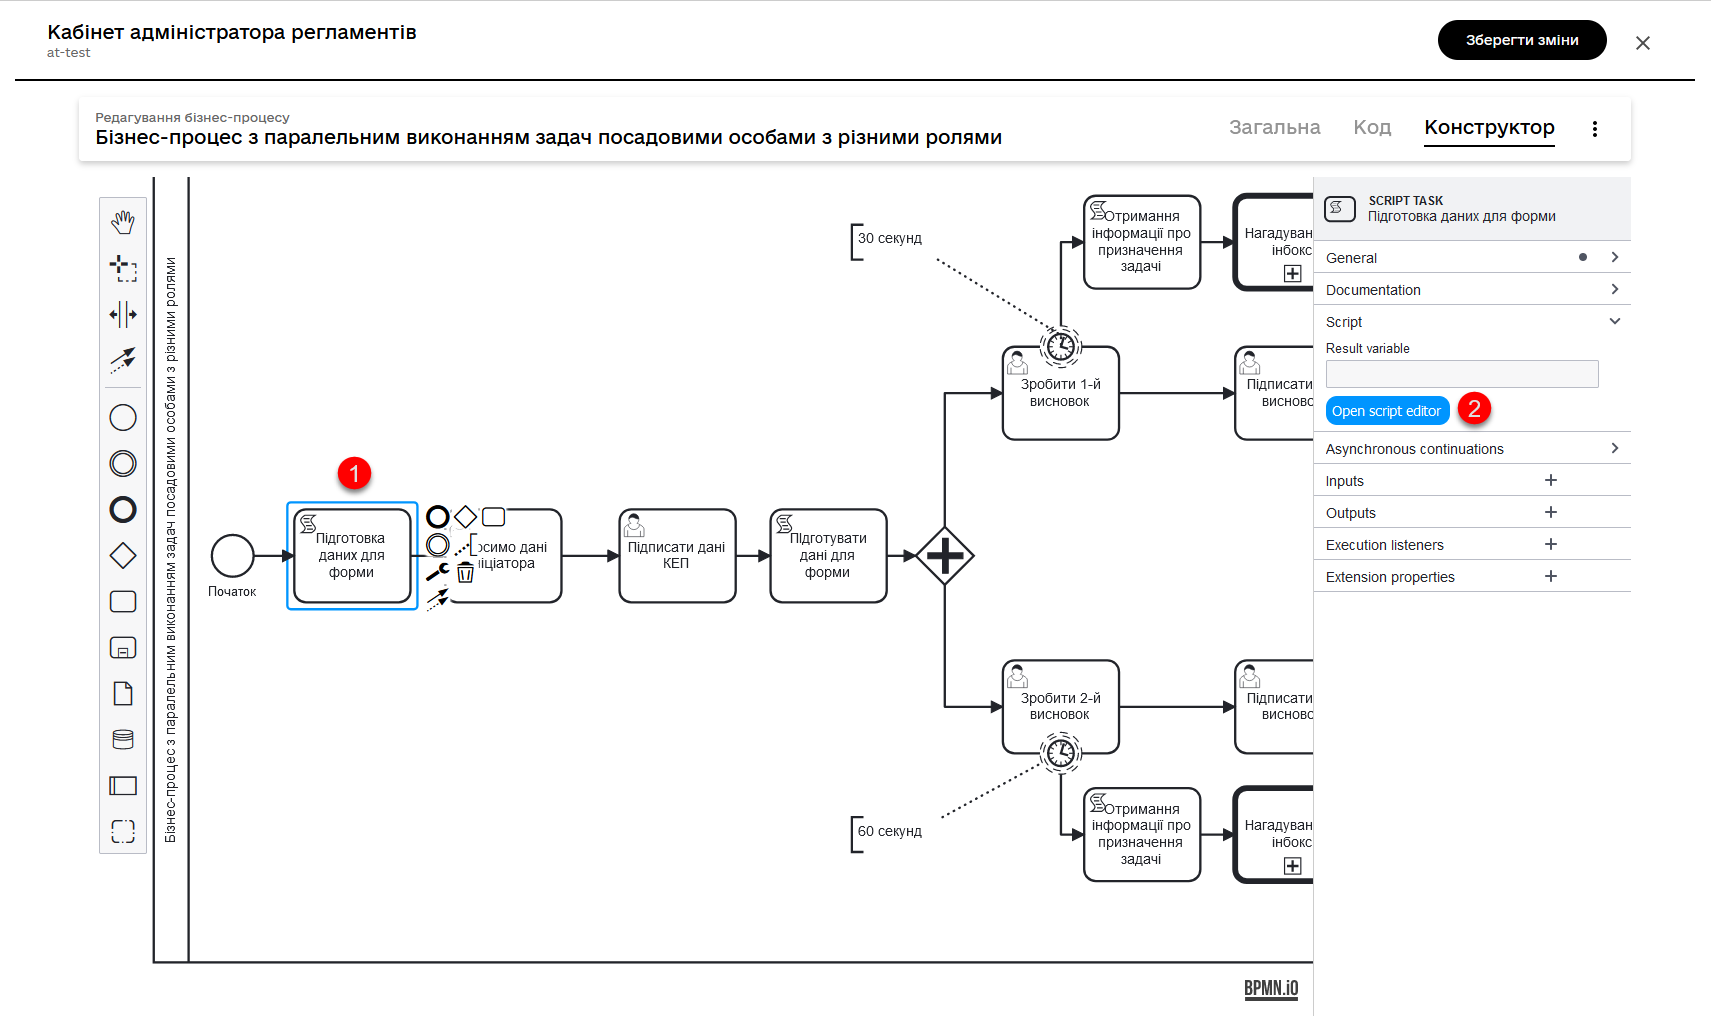 Кабінет адміністратора регламентів
at-test
Зберегти зміни
Редагування бізнес-процесу
Бізнес-процес з паралельним виконанням задач посадовими особами з різними ролями
Загальна
Код
Конструктор
Бізнес-процес з паралельним виконанням задач посадовими особами з різними ролями
30 секунд
Отримання
інформації про
призначення
задачі
Нагадуван
інбокс
Зробити 1-й
висновок
Підписати
висново
1
Початок
Підготовка
даних для
форми
осимо дані
ніціатора
Підписати дані
КЕП
Підготувати
дані для
форми
Зробити 2-й
висновок
Підписати
висново
60 секунд
Отримання
інформації про
призначення
задачі
Нагадуван
інбокс
BPMN.iO
SCRIPT TASK
Підготовка даних для форми
General
Documentation
Script
Result variable
Open script editor
2
Asynchronous continuations
Inputs
Outputs
Execution listeners
Extension properties